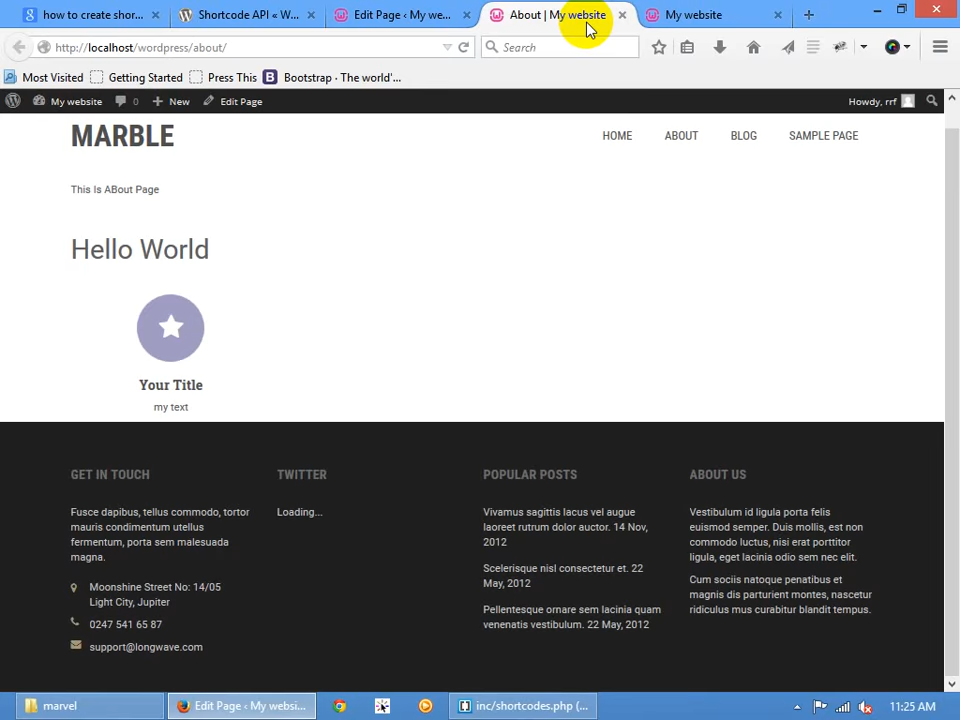 how to create shor...
Shortcode API « W...
Edit Page ‹ My we...
About | My website
My website
http://localhost/wordpress/about/
Search
Most Visited
Getting Started
Press This
Bootstrap · The world'...
My website
0
New
Edit Page
Howdy, rrf
MARBLE
HOME
ABOUT
BLOG
SAMPLE PAGE
This Is ABout Page
Hello World
Your Title
my text
GET IN TOUCH
Fusce dapibus, tellus commodo, tortor
mauris condimentum utellus
fermentum, porta sem malesuada
magna.
Moonshine Street No: 14/05
Light City, Jupiter
0247 541 65 87
support@longwave.com
TWITTER
Loading...
POPULAR POSTS
Vivamus sagittis lacus vel augue
laoreet rutrum dolor auctor. 14 Nov,
2012
Scelerisque nisl consectetur et. 22
May, 2012
Pellentesque ornare sem lacinia quam
venenatis vestibulum. 22 May, 2012
ABOUT US
Vestibulum id ligula porta felis
euismod semper. Duis mollis, est non
commodo luctus, nisi erat porttitor
ligula, eget lacinia odio sem nec elit.
Cum sociis natoque penatibus et
magnis dis parturient montes, nascetur
ridiculus mus curabitur blandit tempus.
marvel
Edit Page ‹ My websi...
inc/shortcodes.php (...
11:25 AM